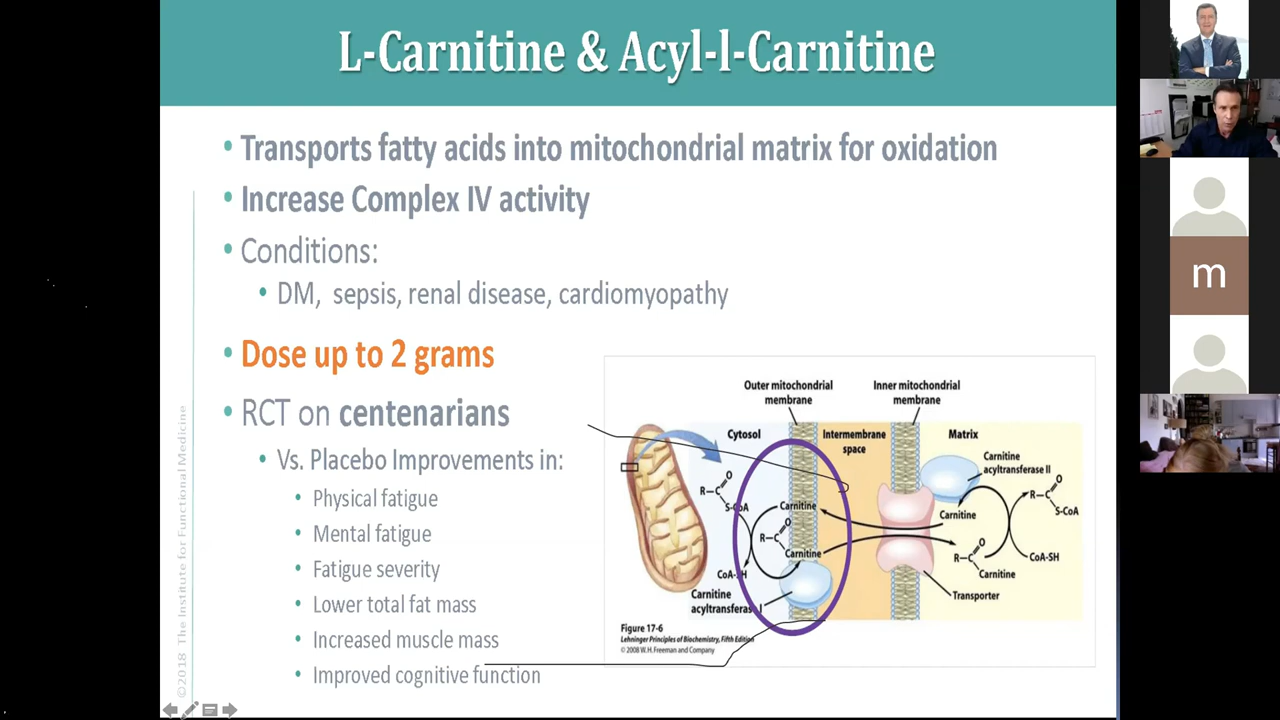 L-Carnitine & Acyl-l-Carnitine
• Transports fatty acids into mitochondrial matrix for oxidation
• Increase Complex IV activity
• Conditions:
• DM, sepsis, renal disease, cardiomyopathy
• Dose up to 2 grams
• RCT on centenarians
• Vs. Placebo Improvements in:
• Physical fatigue
• Mental fatigue
• Fatigue severity
• Lower total fat mass
• Increased muscle mass
• Improved cognitive function
©2018 The Institute for Functional Medicine
Outer mitochondrial
membrane
Inner mitochondrial
membrane
Cytosol
Intermembrane
space
Matrix
Carnitine
acyltransferase II
R—C
O
S-CoA
Carnitine
O
R—C
Carnitine
CoA-SH
Carnitine
acyltransferase I
Carnitine
R—C
O
Carnitine
R—C
O
S-CoA
CoA-SH
Transporter
Figure 17-6
Lehninger Principles of Biochemistry, Fifth Edition
© 2008 W. H. Freeman and Company
m